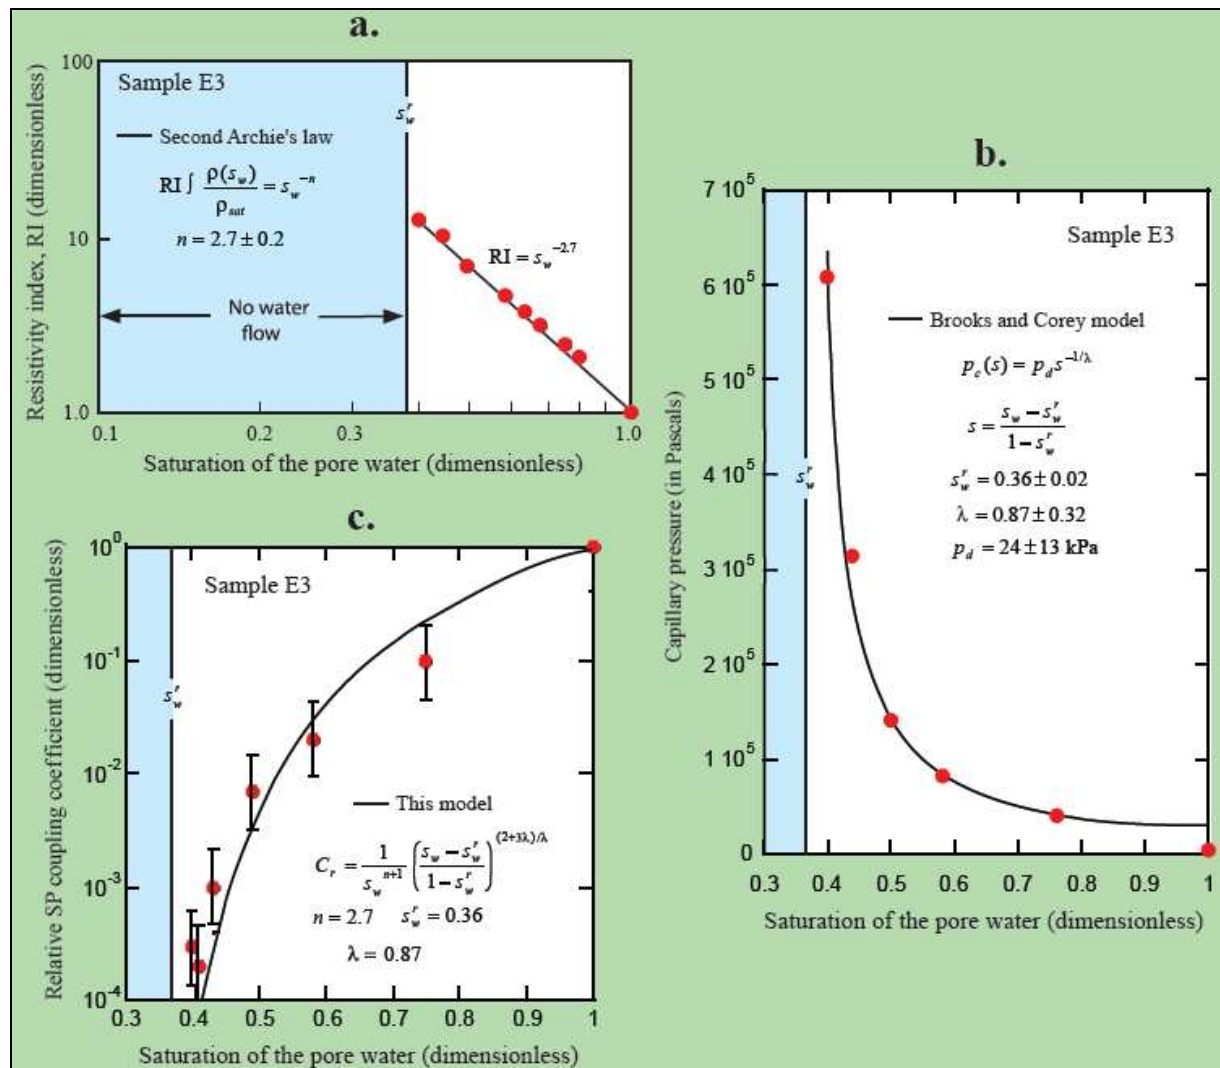 a.
100
10
1.0
0.1
0.2
0.3
1.0
Resistivity index, RI (dimensionless)
Saturation of the pore water (dimensionless)
Sample E3
Second Archie's law
RI ∫ ρ(s_w)/ρ_sat = s_w^−n
n = 2.7 ± 0.2
No water
flow
s_w^r
RI = s_w^−2.7
b.
7 10^5
6 10^5
5 10^5
4 10^5
3 10^5
2 10^5
1 10^5
0
0.3
0.4
0.5
0.6
0.7
0.8
0.9
1
Capillary pressure (in Pascals)
Saturation of the pore water (dimensionless)
Sample E3
s_w^r
Brooks and Corey model
p_c(s) = p_d s^−1/λ
s = (s_w − s_w^r)/(1 − s_w^r)
s_w^r = 0.36 ± 0.02
λ = 0.87 ± 0.32
p_d = 24 ± 13 kPa
c.
10^0
10^-1
10^-2
10^-3
10^-4
0.3
0.4
0.5
0.6
0.7
0.8
0.9
1
Relative SP coupling coefficient (dimensionless)
Saturation of the pore water (dimensionless)
Sample E3
s_w^r
This model
C_r = 1/s_w^n+1 ((s_w − s_w^r)/(1 − s_w^r))^(2+3λ)/λ
n = 2.7 s_w^r = 0.36
λ = 0.87